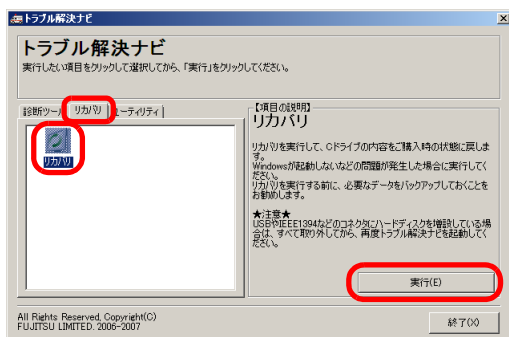 トラブル解決ナビ
トラブル解決ナビ
実行したい項目をクリックして選択してから、「実行」をクリックしてください。
診断ツール
リカバリ
ユーティリティ
リカバリ
【項目の説明】
リカバリ
リカバリを実行して、Cドライブの内容をご購入時の状態に戻しま
す。
Windowsが起動しないなどの問題が発生した場合に実行してく
ださい。
リカバリを実行する前に、必要なデータをバックアップしておくことを
お勧めします。
★注意★
USBやIEEE1394などのコネクタにハードディスクを増設している場
合は、すべて取り外してから、再度トラブル解決ナビを起動してく
ださい。
実行(E)
All Rights Reserved, Copyright(C)
FUJITSU LIMITED. 2006-2007
終了(X)